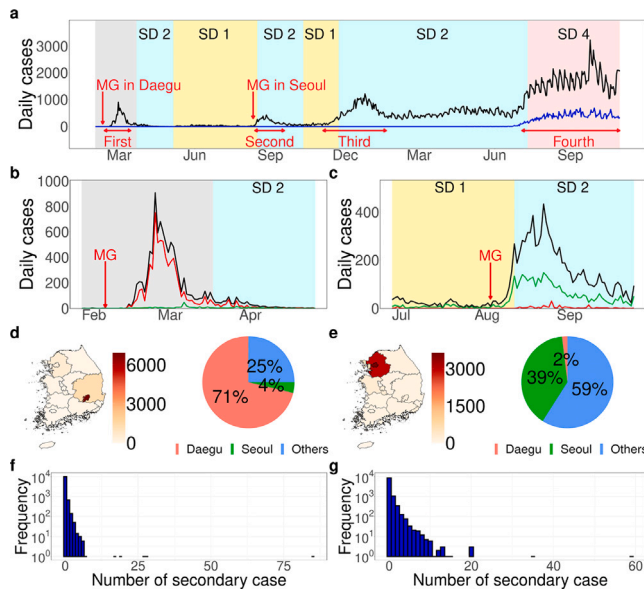 a
SD 2 SD 1 SD 2 SD 1 SD 2 SD 4
Daily cases
3000
2000
1000
0
MG in Daegu MG in Seoul
First Second Third Fourth
Mar Jun Sep Dec Mar Jun Sep
b
SD 2
Daily cases
1000
800
600
400
200
0
MG
Feb Mar Apr
c
SD 1 SD 2
Daily cases
400
200
0
MG
Jul Aug Sep
d
6000
3000
0
25%
4%
71%
Daegu Seoul Others
e
3000
1500
0
2%
39%
59%
Daegu Seoul Others
f
Frequency
10⁴
10³
10²
10¹
10⁰
0 25 50 75
Number of secondary case
g
Frequency
10⁴
10³
10²
10¹
10⁰
0 20 40 60
Number of secondary case